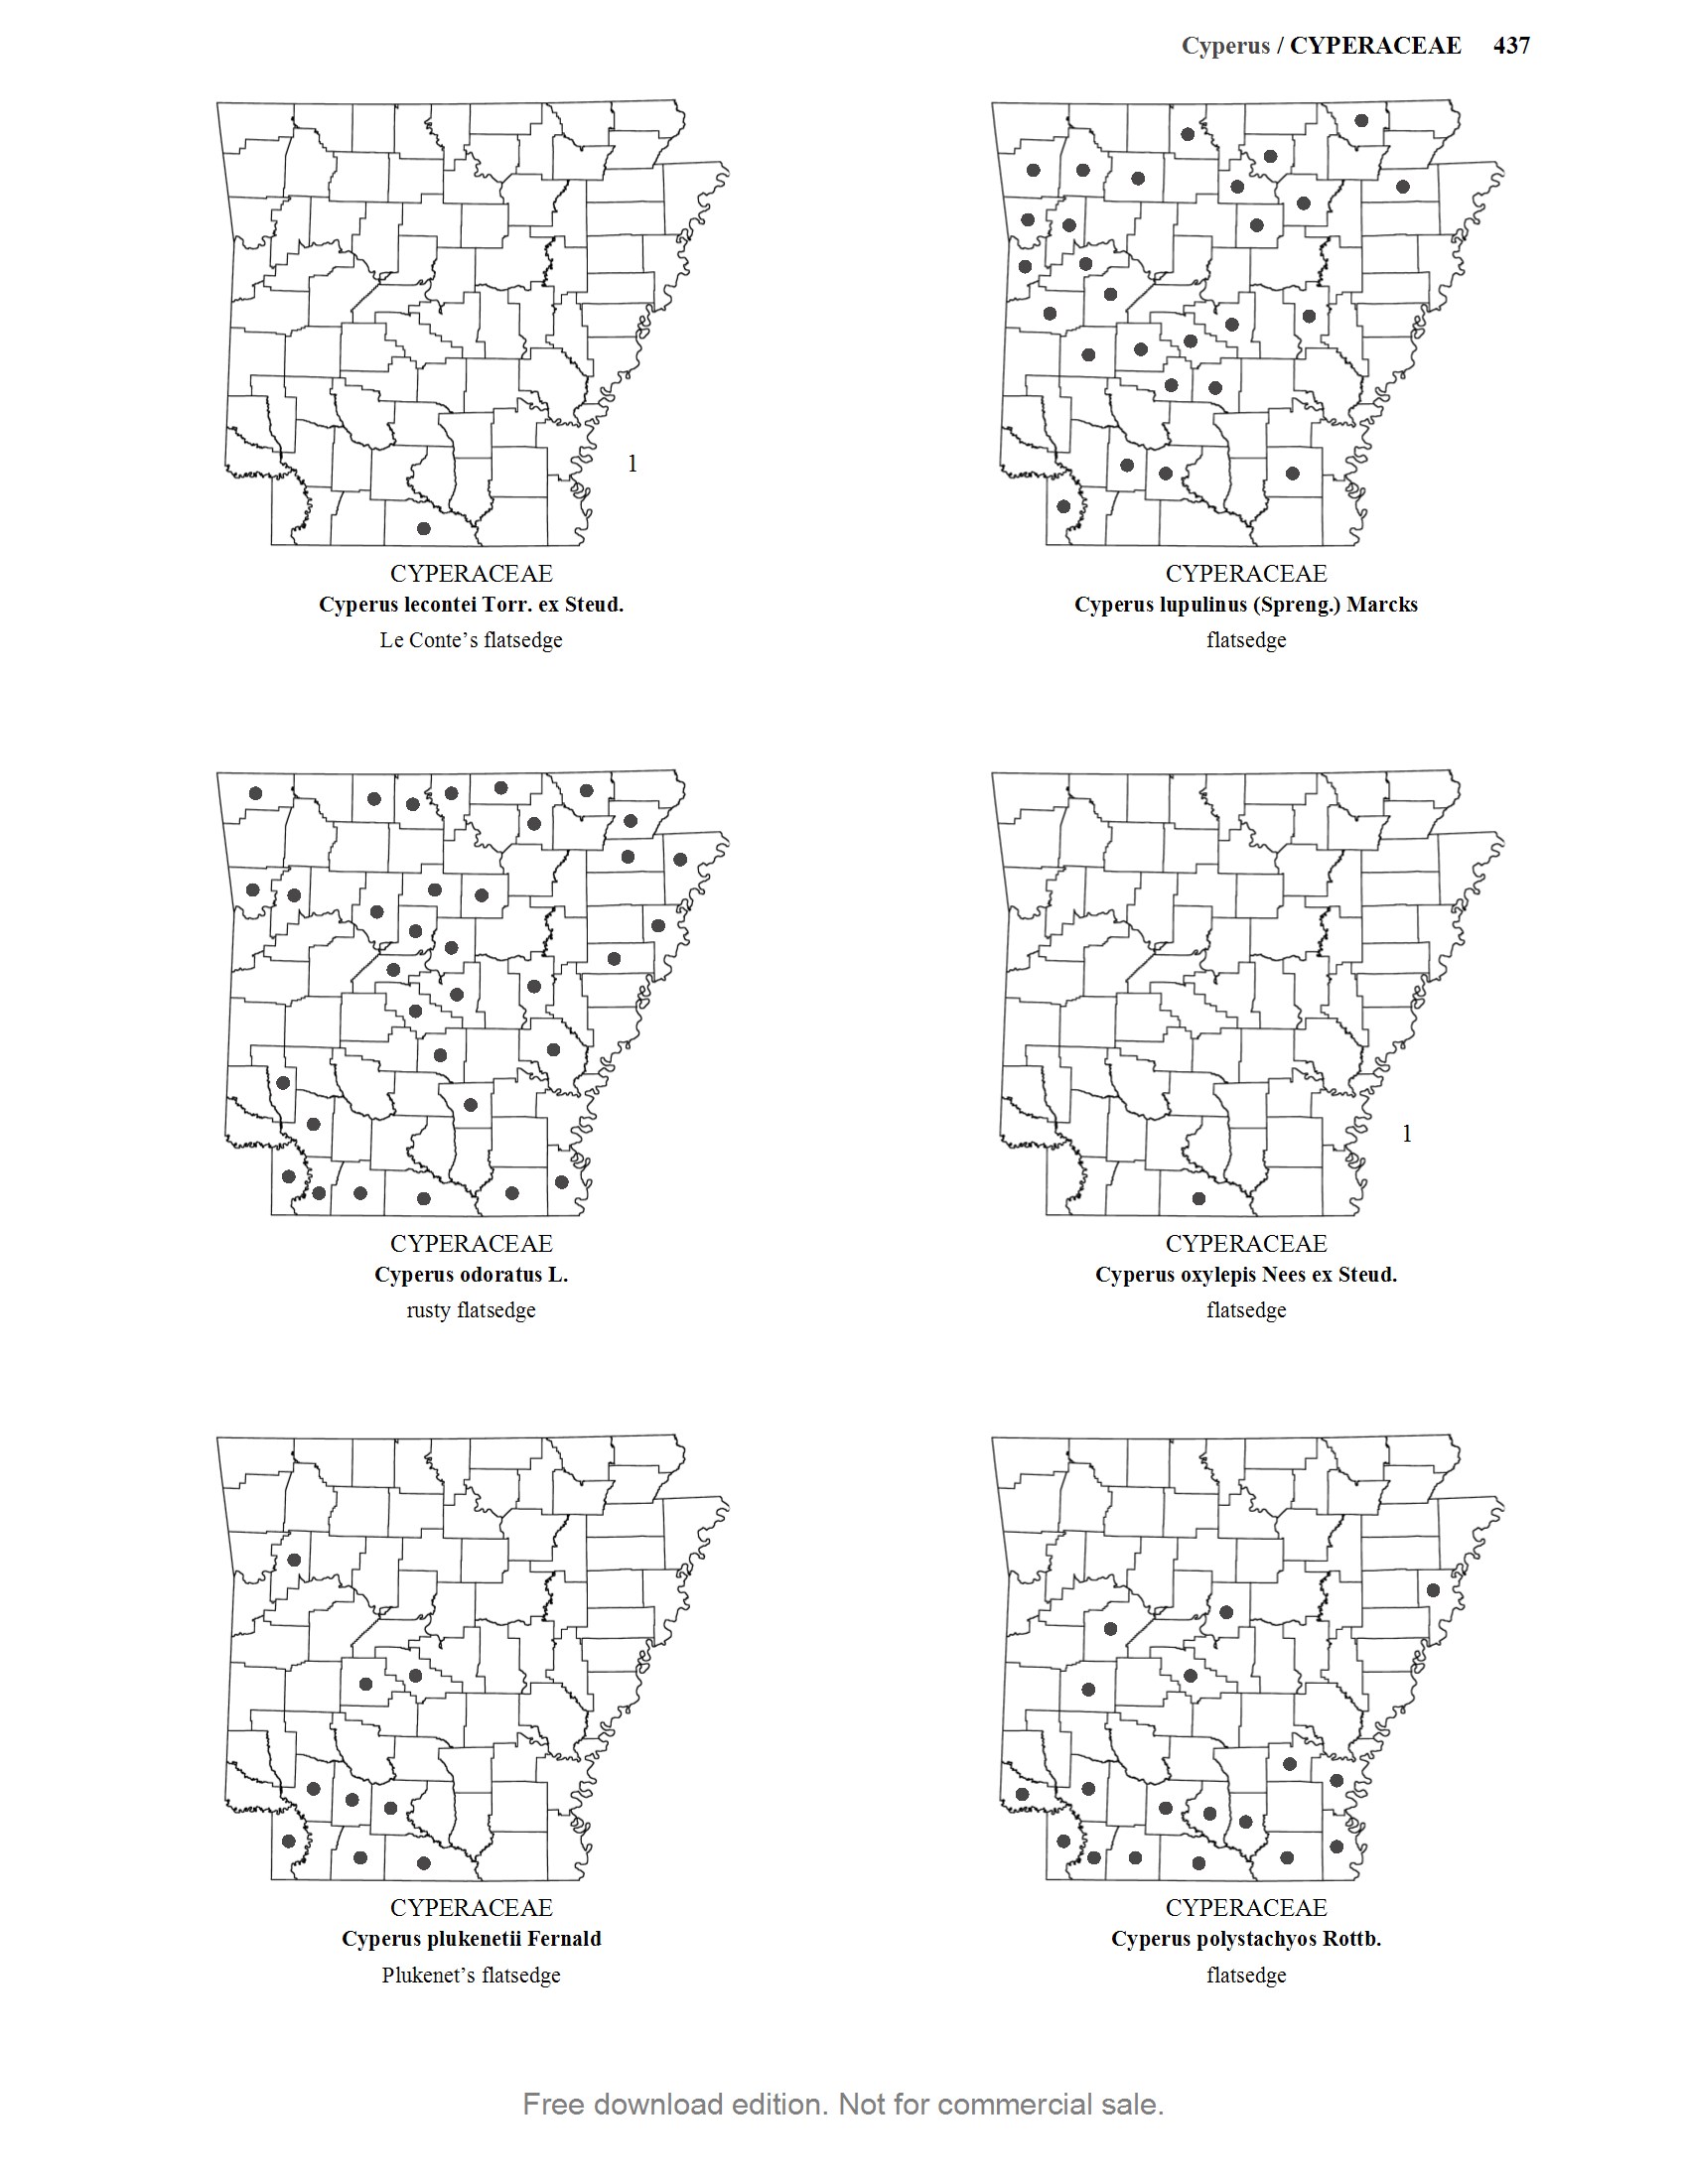 Cyperus / CYPERACEAE 437
1
CYPERACEAE
Cyperus lecontei Torr. ex Steud.
Le Conte’s flatsedge
CYPERACEAE
Cyperus lupulinus (Spreng.) Marcks
flatsedge
CYPERACEAE
Cyperus odoratus L.
rusty flatsedge
1
CYPERACEAE
Cyperus oxylepis Nees ex Steud.
flatsedge
CYPERACEAE
Cyperus plukenetii Fernald
Plukenet’s flatsedge
CYPERACEAE
Cyperus polystachyos Rottb.
flatsedge
Free download edition. Not for commercial sale.